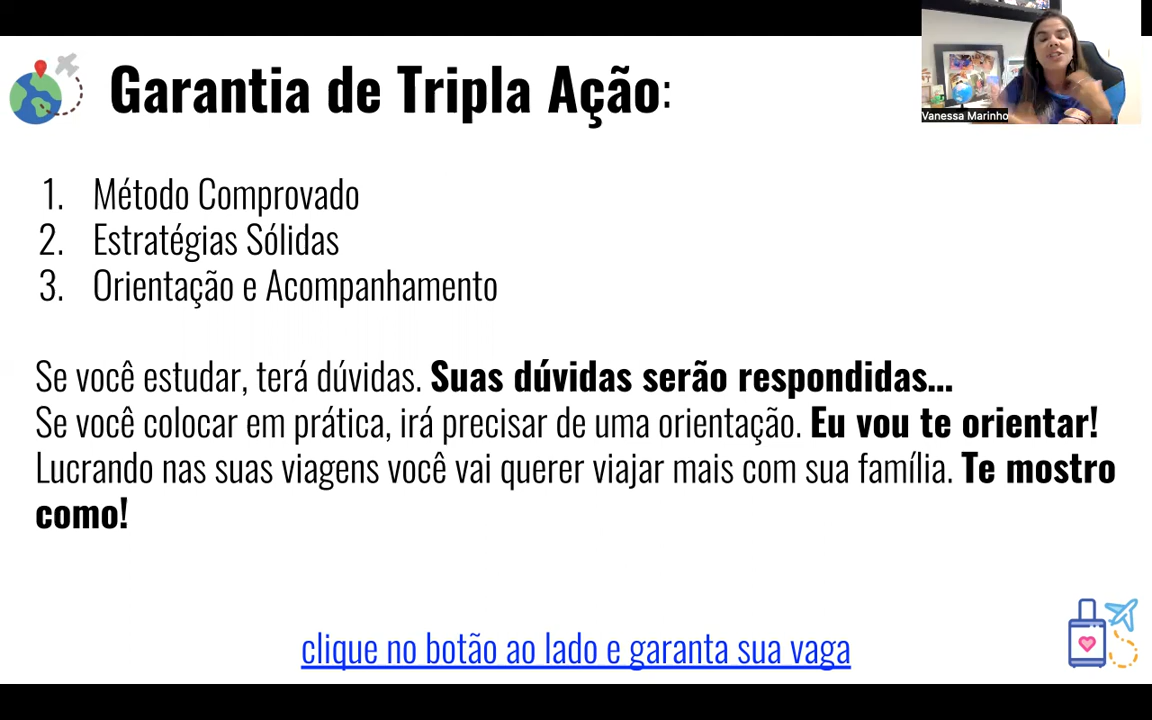 Garantia de Tripla Ação:
Vanessa Marinho
1. Método Comprovado
2. Estratégias Sólidas
3. Orientação e Acompanhamento
Se você estudar, terá dúvidas. Suas dúvidas serão respondidas...
Se você colocar em prática, irá precisar de uma orientação. Eu vou te orientar!
Lucrando nas suas viagens você vai querer viajar mais com sua família. Te mostro
como!
clique no botão ao lado e garanta sua vaga